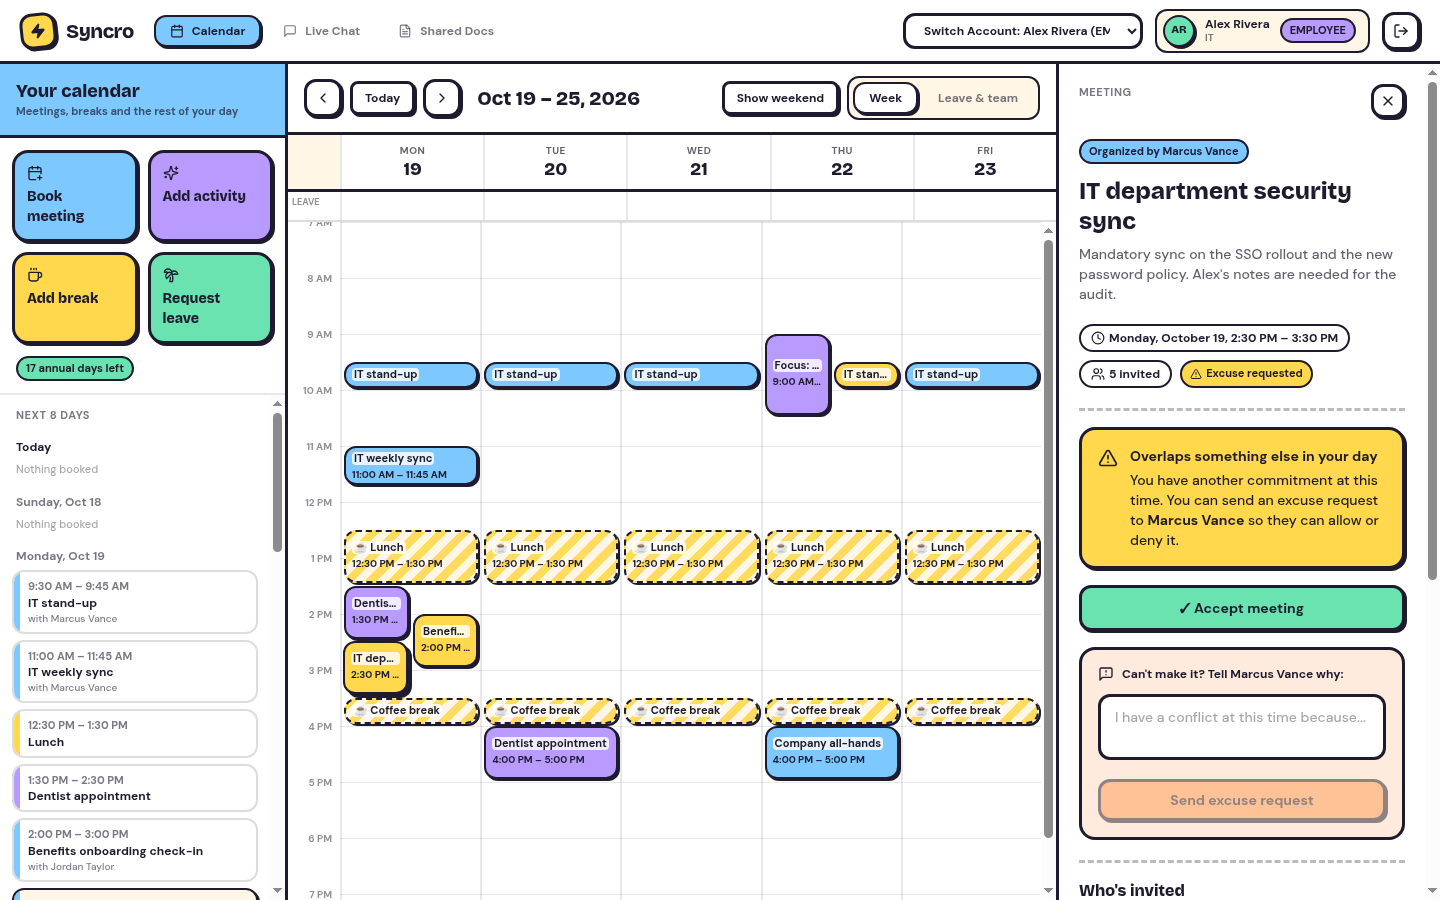 Syncro
Calendar
Live Chat
Shared Docs
Switch Account: Alex Rivera (EM
AR
Alex Rivera
IT
EMPLOYEE
Your calendar
Meetings, breaks and the rest of your day
Book
meeting
Add activity
Add break
Request
leave
17 annual days left
NEXT 8 DAYS
Today
Nothing booked
Sunday, Oct 18
Nothing booked
Monday, Oct 19
9:30 AM – 9:45 AM
IT stand-up
with Marcus Vance
11:00 AM – 11:45 AM
IT weekly sync
with Marcus Vance
12:30 PM – 1:30 PM
Lunch
1:30 PM – 2:30 PM
Dentist appointment
2:00 PM – 3:00 PM
Benefits onboarding check-in
with Jordan Taylor
Today
Oct 19 – 25, 2026
Show weekend
Week
Leave & team
MON
19
TUE
20
WED
21
THU
22
FRI
23
LEAVE
7 AM
8 AM
9 AM
10 AM
11 AM
12 PM
1 PM
2 PM
3 PM
4 PM
5 PM
6 PM
7 PM
IT stand-up
IT weekly sync
11:00 AM – 11:45 AM
Lunch
12:30 PM – 1:30 PM
Dentis...
1:30 PM ...
Benefi...
2:00 PM ...
IT dep...
2:30 PM ...
Coffee break
IT stand-up
Lunch
12:30 PM – 1:30 PM
Coffee break
Dentist appointment
4:00 PM – 5:00 PM
IT stand-up
Lunch
12:30 PM – 1:30 PM
Coffee break
Focus: ...
9:00 AM...
IT stan...
Lunch
12:30 PM – 1:30 PM
Coffee break
Company all-hands
4:00 PM – 5:00 PM
IT stand-up
Lunch
12:30 PM – 1:30 PM
Coffee break
MEETING
Organized by Marcus Vance
IT department security
sync
Mandatory sync on the SSO rollout and the new
password policy. Alex's notes are needed for the
audit.
Monday, October 19, 2:30 PM – 3:30 PM
5 invited
Excuse requested
Overlaps something else in your day
You have another commitment at this
time. You can send an excuse request
to Marcus Vance so they can allow or
deny it.
✓ Accept meeting
Can't make it? Tell Marcus Vance why:
I have a conflict at this time because...
Send excuse request
Who's invited